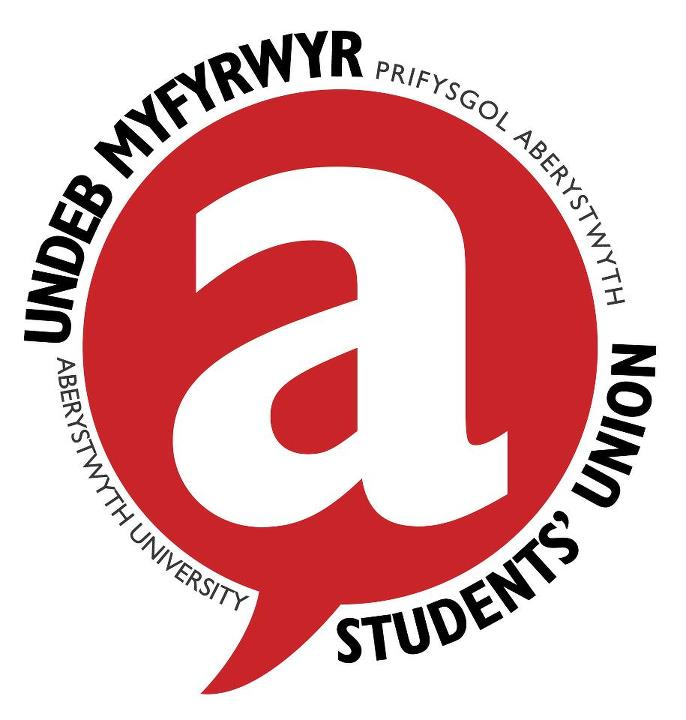 UNDEB MYFYRWYR
PRIFYSGOL ABERYSTWYTH
a
ABERYSTWYTH UNIVERSITY
STUDENTS' UNION